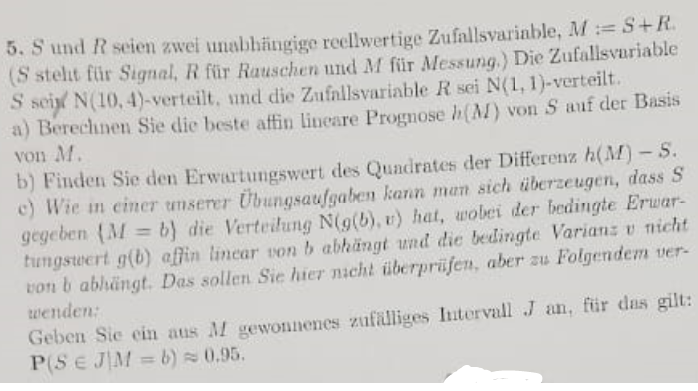 5. S und R seien zwei unabhängige reellwertige Zufallsvariable, M := S+R.
(S steht für Signal, R für Rauschen und M für Messung.) Die Zufallsvariable
S sei N(10, 4)-verteilt, und die Zufallsvariable R sei N(1, 1)-verteilt.
a) Berechnen Sie die beste affin lineare Prognose h(M) von S auf der Basis
von M.
b) Finden Sie den Erwartungswert des Quadrates der Differenz h(M) − S.
c) Wie in einer unserer Übungsaufgaben kann man sich überzeugen, dass S
gegeben {M = b} die Verteilung N(g(b), v) hat, wobei der bedingte Erwar-
tungswert g(b) affin linear von b abhängt und die bedingte Varianz v nicht
von b abhängt. Das sollen Sie hier nicht überprüfen, aber zu Folgendem ver-
wenden:
Geben Sie ein aus M gewonnenes zufälliges Intervall J an, für das gilt:
P(S ∈ J|M = b) ≈ 0.95.